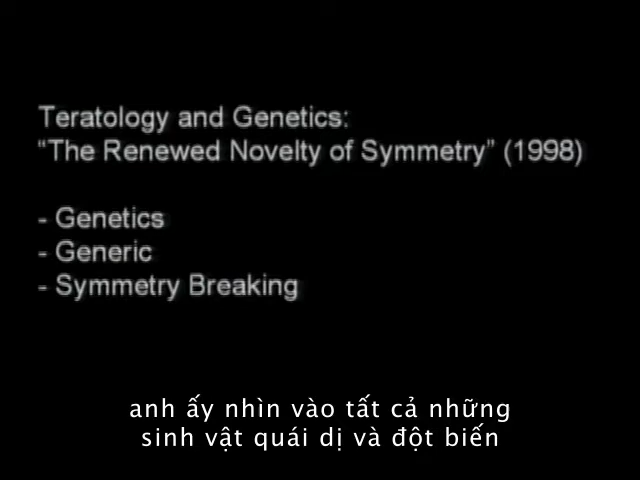 Teratology and Genetics:
“The Renewed Novelty of Symmetry” (1998)
- Genetics
- Generic
- Symmetry Breaking
anh ấy nhìn vào tất cả những
sinh vật quái dị và đột biến